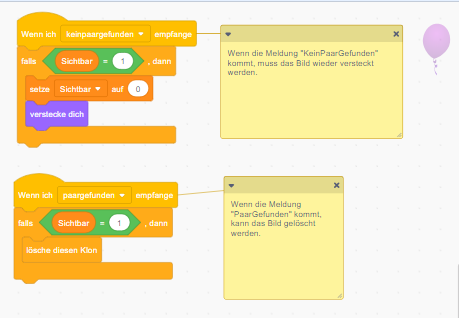 Wenn ich keinpaargefunden empfange
falls Sichtbar = 1 , dann
setze Sichtbar auf 0
verstecke dich
Wenn die Meldung "KeinPaarGefunden"
kommt, muss das Bild wieder versteckt
werden.
Wenn ich paargefunden empfange
falls Sichtbar = 1 , dann
lösche diesen Klon
Wenn die Meldung
"PaarGefunden" kommt,
kann das Bild gelöscht
werden.